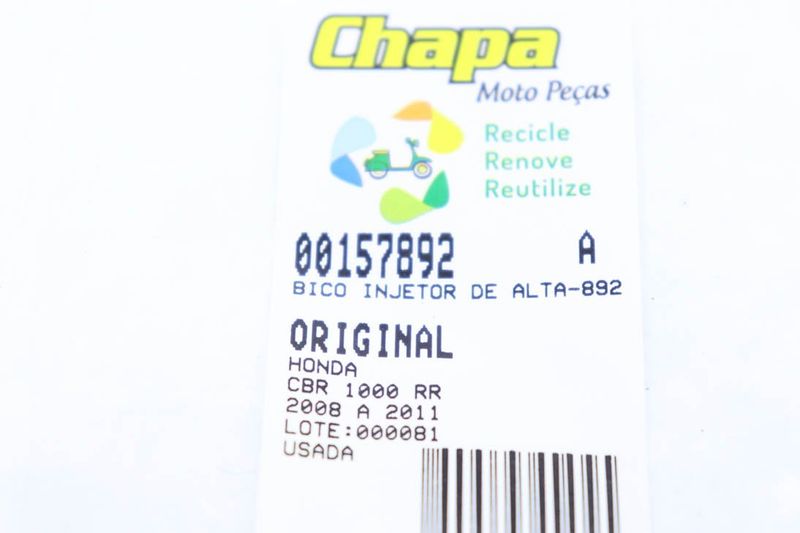 Chapa
Moto Peças
Recicle
Renove
Reutilize
00157892 A
BICO INJETOR DE ALTA-892
ORIGINAL
HONDA
CBR 1000 RR
2008 A 2011
LOTE:000081
USADA